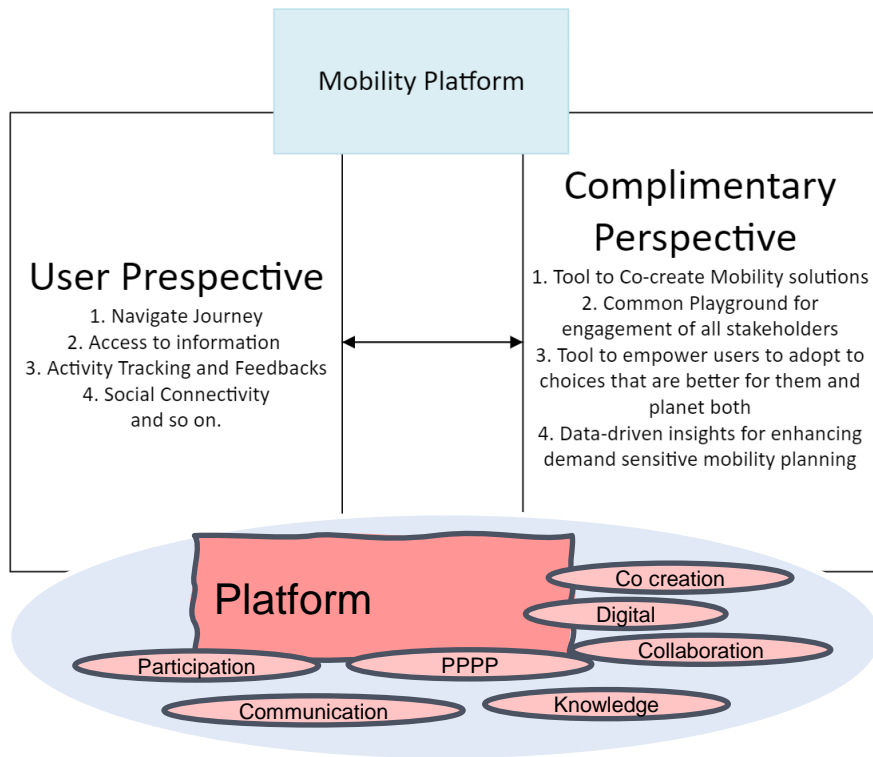 Mobility Platform
User Prespective
1. Navigate Journey
2. Access to information
3. Activity Tracking and Feedbacks
4. Social Connectivity
and so on.
Complimentary
Perspective
1. Tool to Co-create Mobility solutions
2. Common Playground for
engagement of all stakeholders
3. Tool to empower users to adopt to
choices that are better for them and
planet both
4. Data-driven insights for enhancing
demand sensitive mobility planning
Platform
Co creation
Digital
Collaboration
Participation
PPPP
Communication
Knowledge